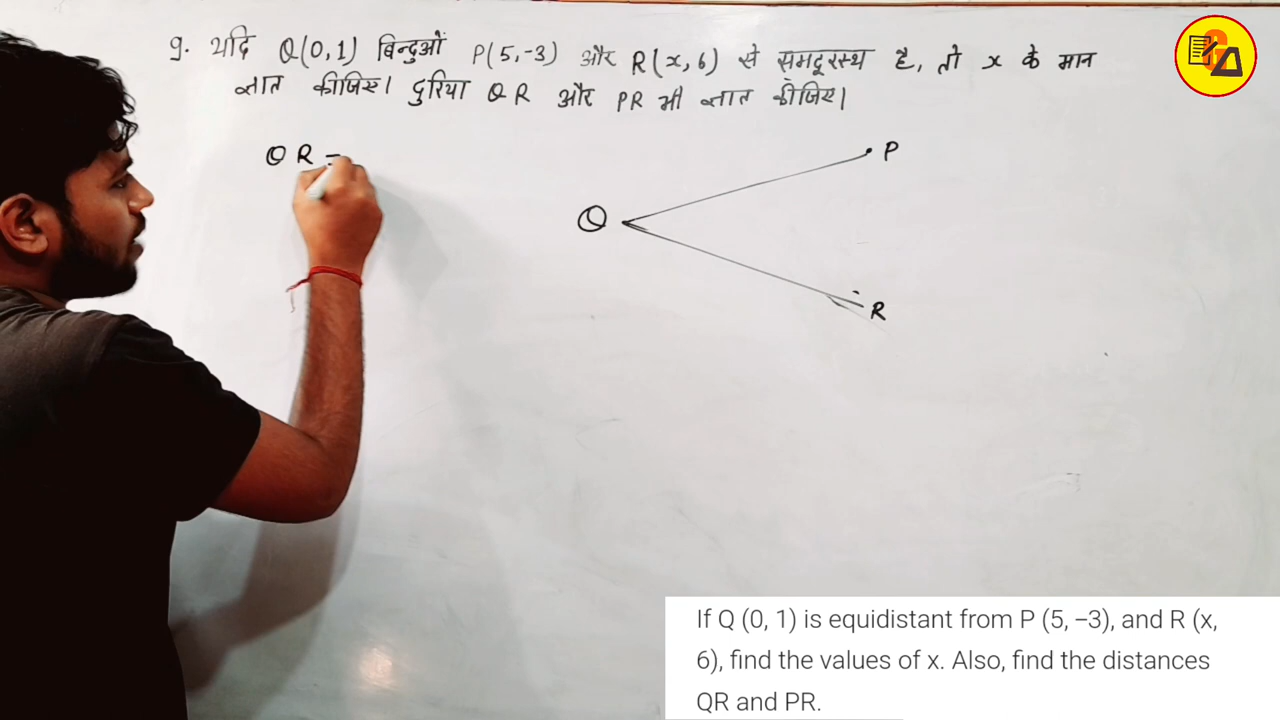 9. यदि Q(0,1) बिन्दुओं P(5,-3) और R(x,6) से समदूरस्थ है, तो x के मान
ज्ञात कीजिए। दुरिया QR और PR भी ज्ञात कीजिए।
QR =
P
Q
R
If Q (0, 1) is equidistant from P (5, –3), and R (x,
6), find the values of x. Also, find the distances
QR and PR.